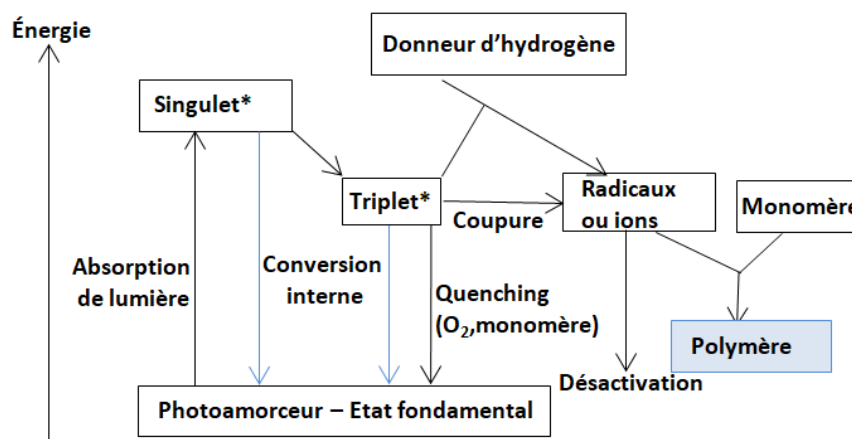 Énergie
Donneur d'hydrogène
Singulet*
Triplet*
Coupure
Radicaux
ou ions
Monomère
Absorption
de lumière
Conversion
interne
Quenching
(O₂,monomère)
Polymère
Désactivation
Photoamorceur – Etat fondamental